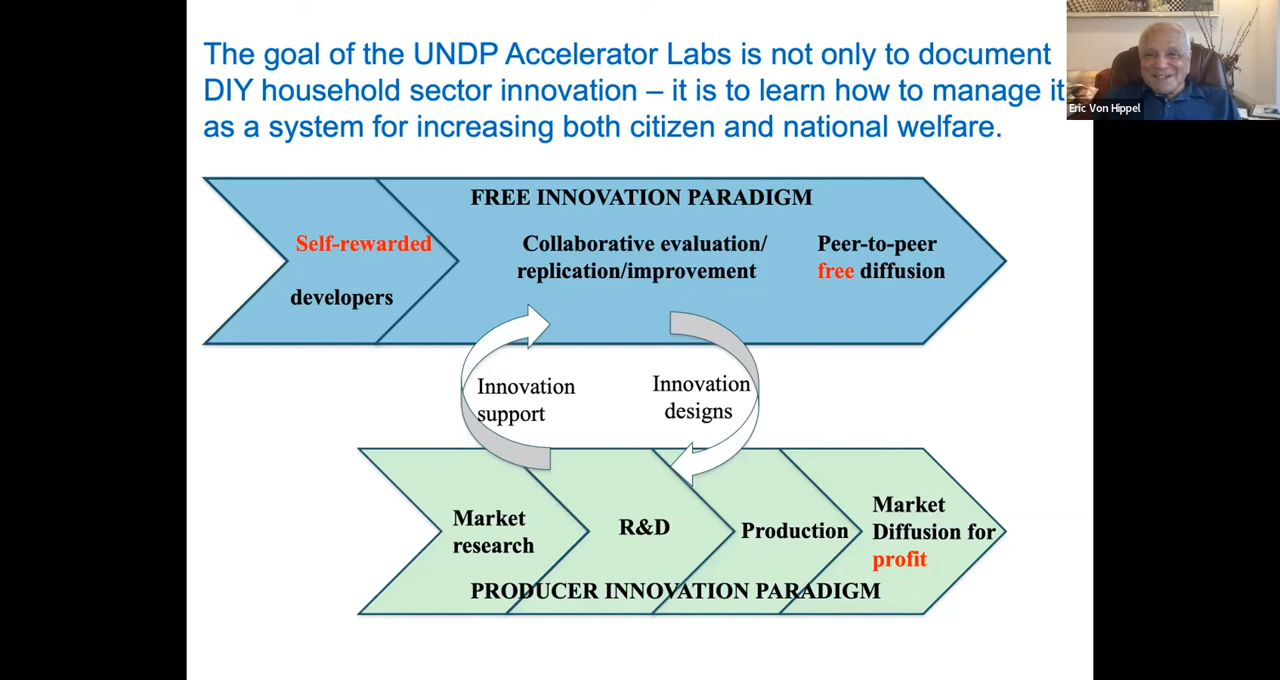 The goal of the UNDP Accelerator Labs is not only to document
DIY household sector innovation – it is to learn how to manage it
as a system for increasing both citizen and national welfare.
Eric Von Hippel
FREE INNOVATION PARADIGM
Self-rewarded
developers
Collaborative evaluation/
replication/improvement
Peer-to-peer
free diffusion
Innovation
support
Innovation
designs
Market
research
R&D
Production
Market
Diffusion for
profit
PRODUCER INNOVATION PARADIGM